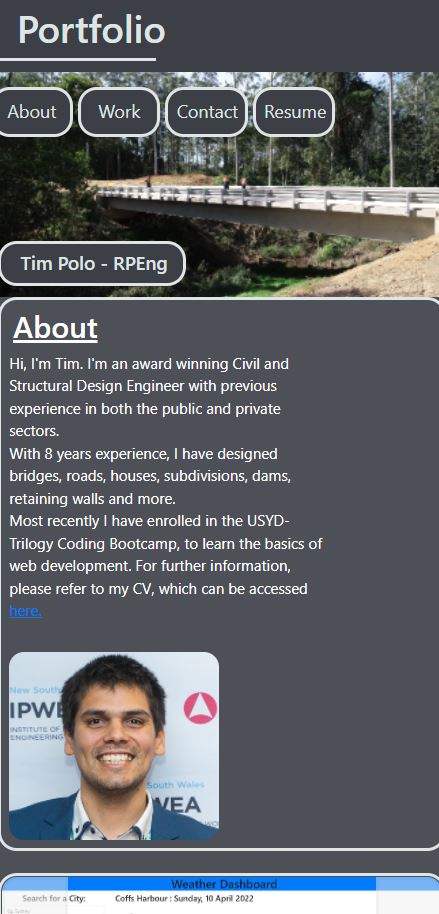 Portfolio
About Work Contact Resume
Tim Polo - RPEng
About
Hi, I'm Tim. I'm an award winning Civil and
Structural Design Engineer with previous
experience in both the public and private
sectors.
With 8 years experience, I have designed
bridges, roads, houses, subdivisions, dams,
retaining walls and more.
Most recently I have enrolled in the USYD-
Trilogy Coding Bootcamp, to learn the basics of
web development. For further information,
please refer to my CV, which can be accessed
here.
New South
IPWE
INSTITUTE OF
ENGINEERING
South Wales
WEA
Weather Dashboard
Search for a City: Coffs Harbour : Sunday, 10 April 2022